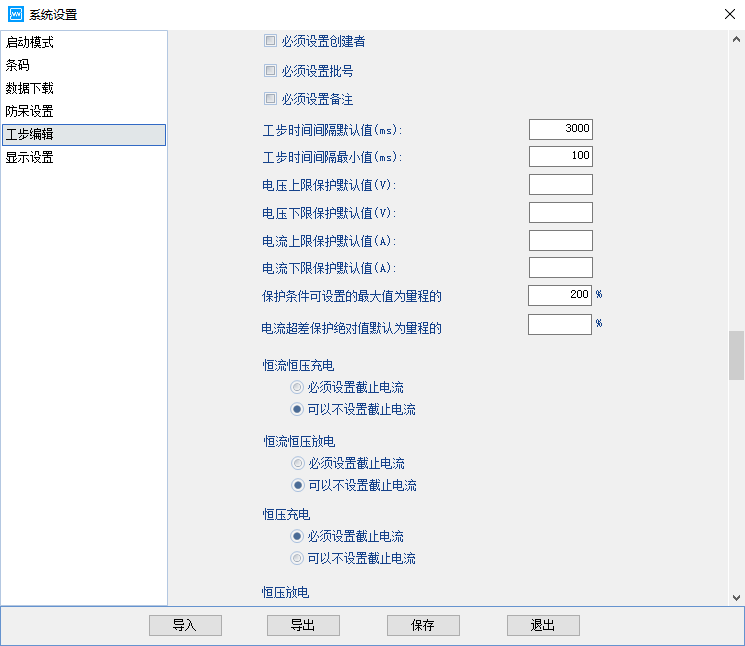 系统设置
启动模式
条码
数据下载
防呆设置
工步编辑
显示设置
必须设置创建者
必须设置批号
必须设置备注
工步时间间隔默认值(ms): 3000
工步时间间隔最小值(ms): 100
电压上限保护默认值(V):
电压下限保护默认值(V):
电流上限保护默认值(A):
电流下限保护默认值(A):
保护条件可设置的最大值为量程的 200 %
电流超差保护绝对值默认为量程的 %
恒流恒压充电
必须设置截止电流
可以不设置截止电流
恒流恒压放电
必须设置截止电流
可以不设置截止电流
恒压充电
必须设置截止电流
可以不设置截止电流
恒压放电
导入 导出 保存 退出